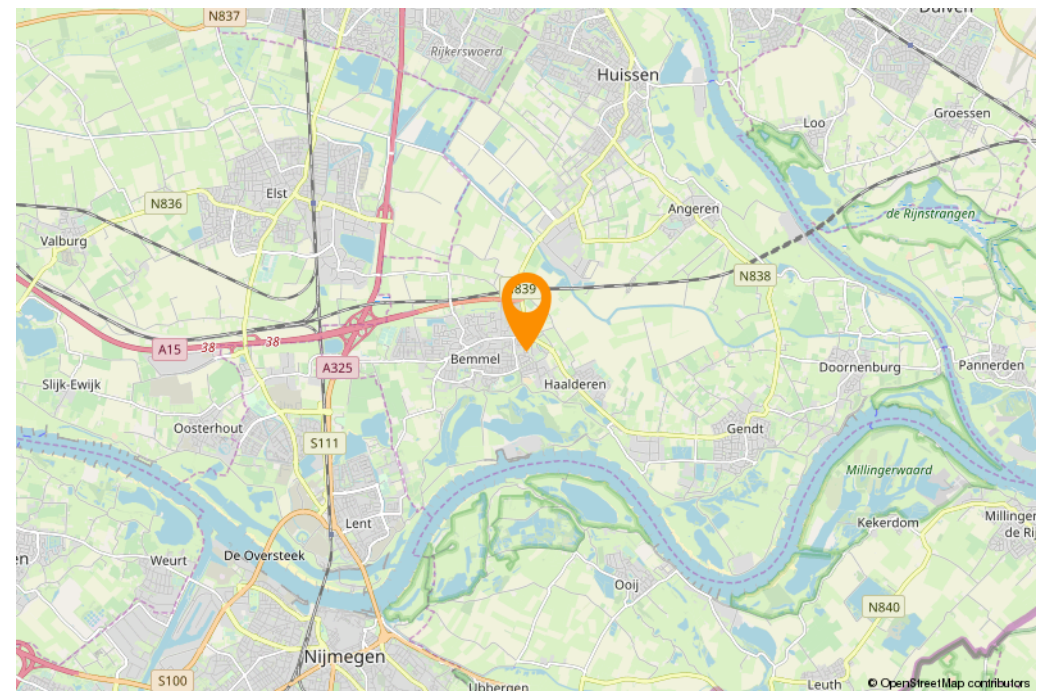 N837
Duiven
Rijkerswoerd
Huissen
Loo
Groessen
Elst
N836
Angeren
de Rijnstrangen
Valburg
N838
N839
A15
38
38
A325
Bemmel
Doornenburg
Pannerden
Slijk-Ewijk
Haalderen
Oosterhout
Gendt
S111
Millingerwaard
Lent
Kekerdom
Millingen
de Rij
De Oversteek
Weurt
en
Ooij
N840
Nijmegen
S100
Ubbergen
Leuth
© OpenStreetMap contributors